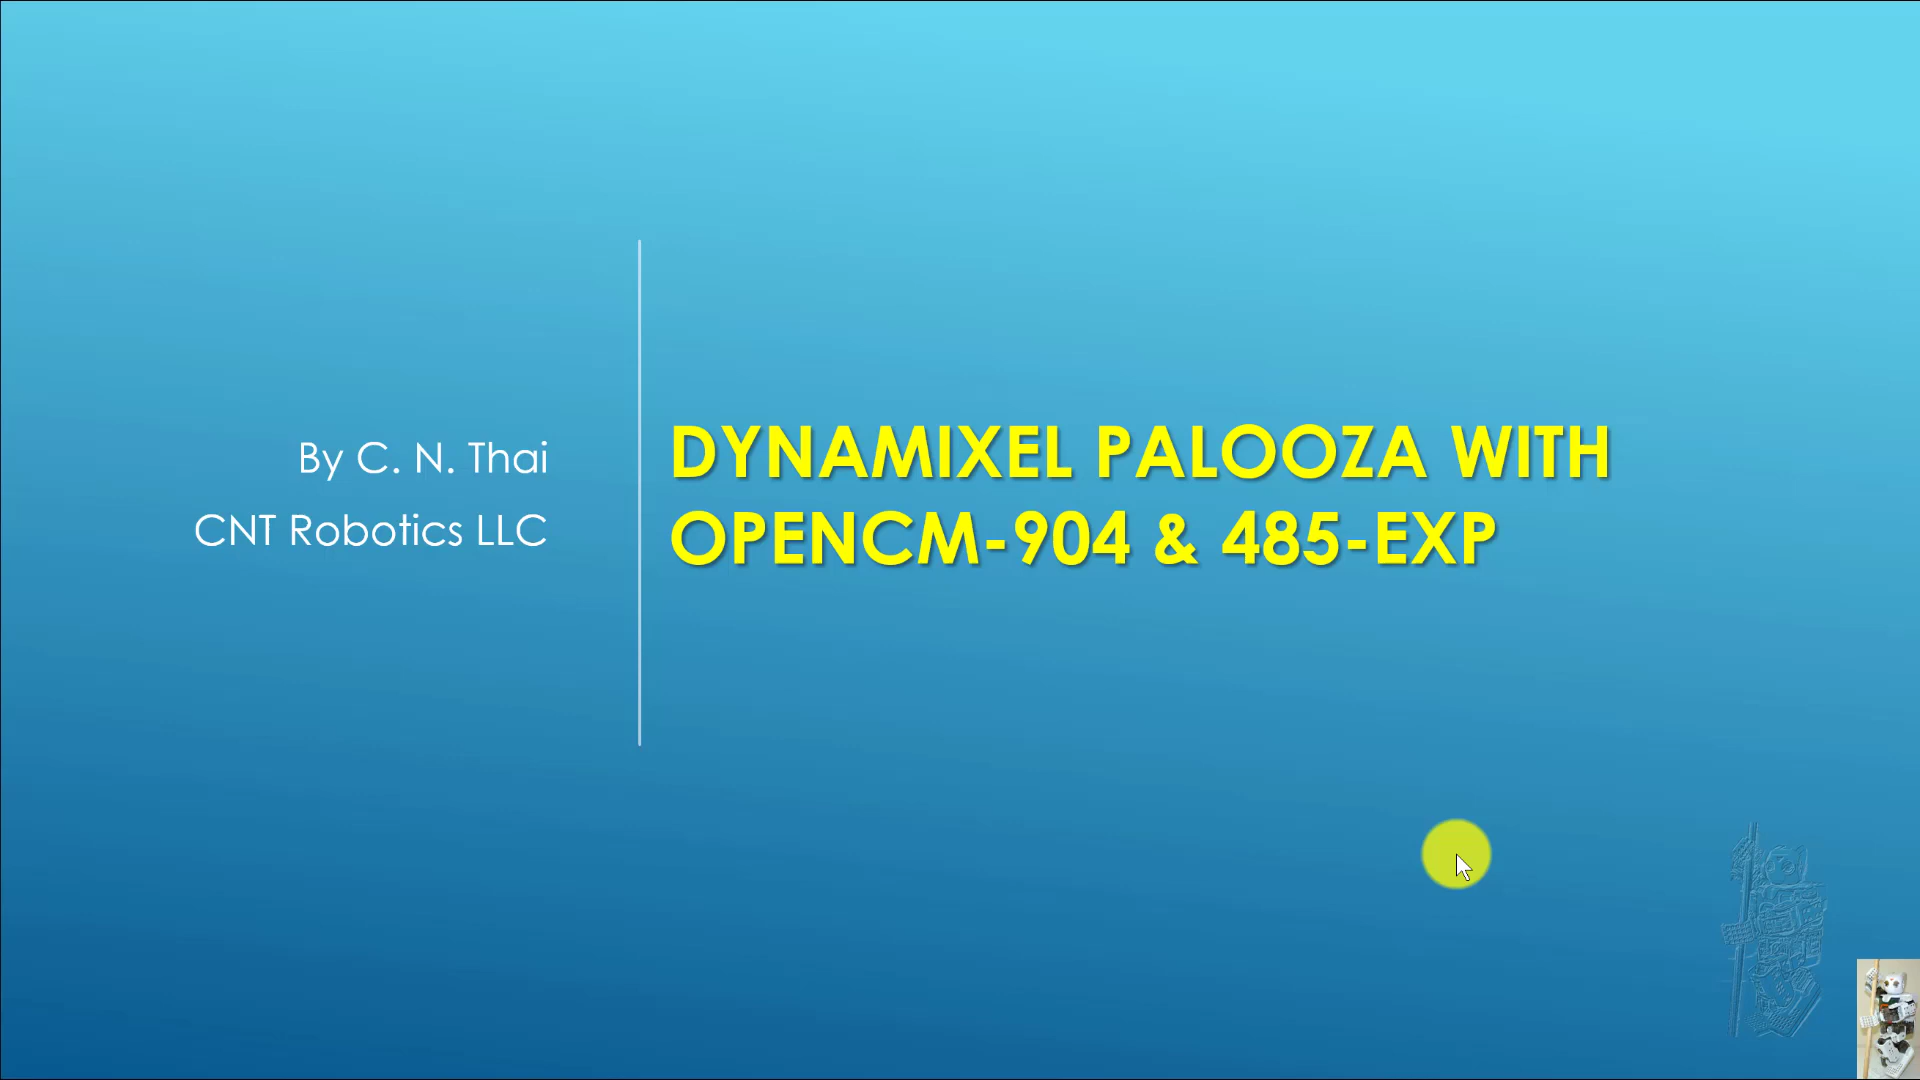 By C. N. Thai
CNT Robotics LLC
DYNAMIXEL PALOOZA WITH
OPENCM-904 & 485-EXP